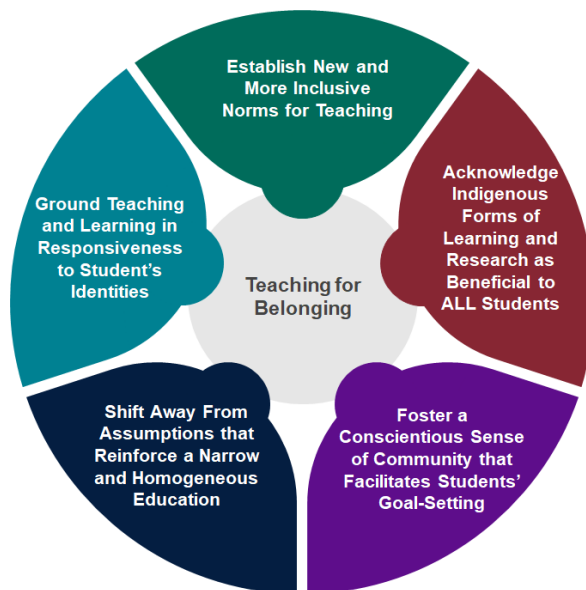 Establish New and
More Inclusive
Norms for Teaching
Acknowledge
Indigenous
Forms of
Learning and
Research as
Beneficial to
ALL Students
Foster a
Conscientious Sense
of Community that
Facilitates Students’
Goal-Setting
Shift Away From
Assumptions that
Reinforce a Narrow
and Homogeneous
Education
Ground Teaching
and Learning in
Responsiveness
to Student’s
Identities
Teaching for
Belonging